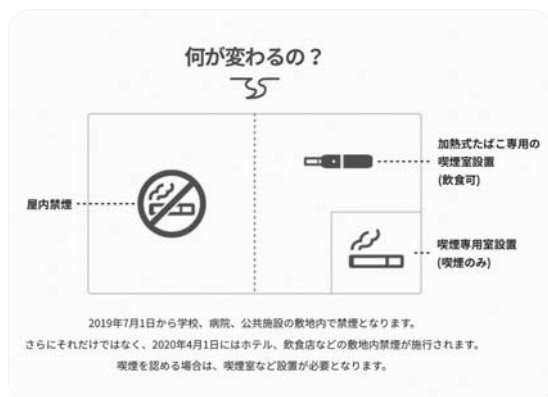 何が変わるの？
加熱式たばこ専用の
喫煙室設置
(飲食可)
屋内禁煙
喫煙専用室設置
(喫煙のみ)
2019年7月1日から学校、病院、公共施設の敷地内で禁煙となります。
さらにそれだけではなく、2020年4月1日にはホテル、飲食店などの敷地内禁煙が施行されます。
喫煙を認める場合は、喫煙室など設置が必要となります。